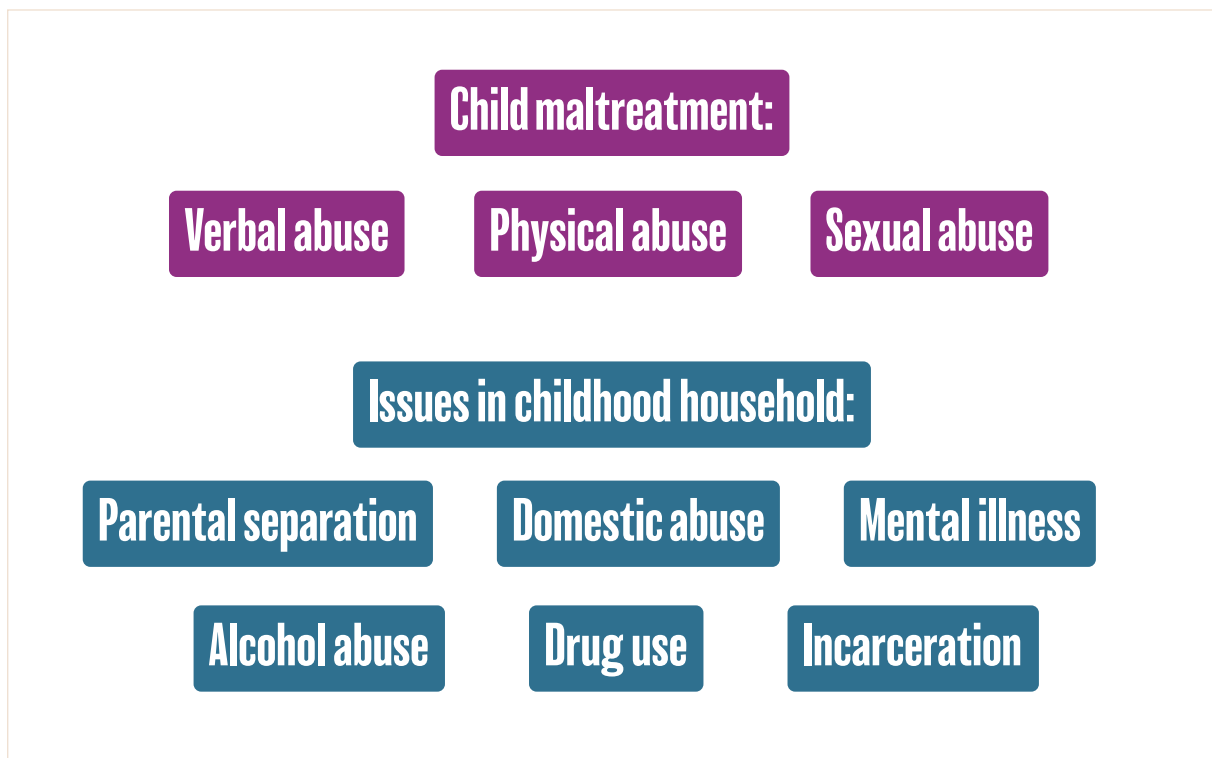 Child maltreatment:
Verbal abuse Physical abuse Sexual abuse
Issues in childhood household:
Parental separation Domestic abuse Mental illness
Alcohol abuse Drug use Incarceration